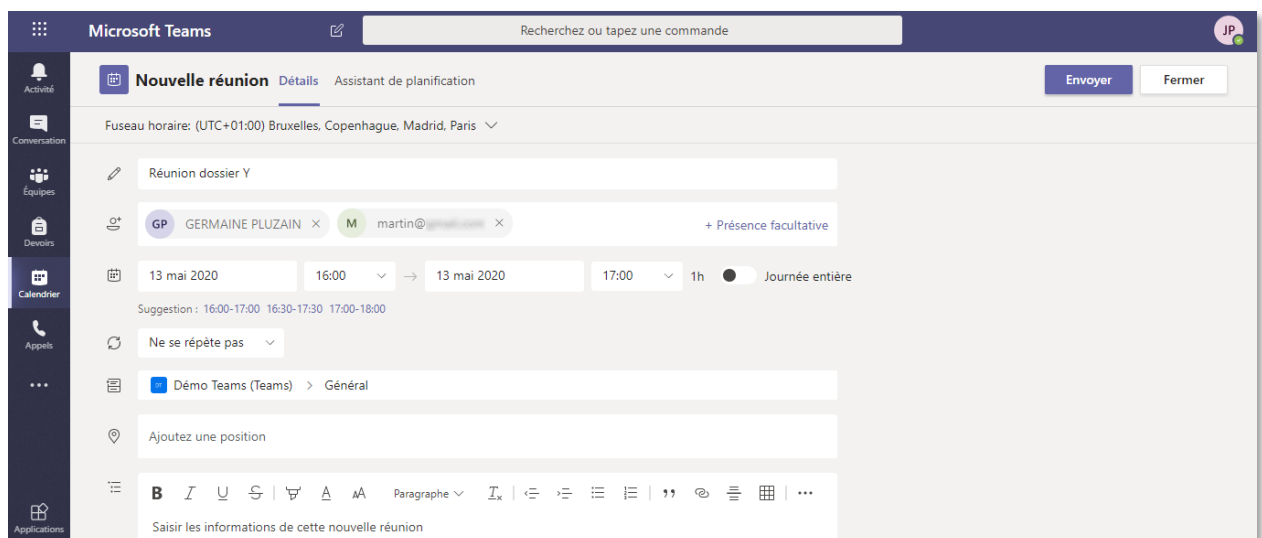 Microsoft Teams Recherchez ou tapez une commande JP
Activité
Conversation
Équipes
Devoirs
Calendrier
Appels
Applications
Nouvelle réunion Détails Assistant de planification Envoyer Fermer
Fuseau horaire: (UTC+01:00) Bruxelles, Copenhague, Madrid, Paris
Réunion dossier Y
GP GERMAINE PLUZAIN × M martin@ × + Présence facultative
13 mai 2020 16:00 → 13 mai 2020 17:00 1h Journée entière
Suggestion : 16:00-17:00 16:30-17:30 17:00-18:00
Ne se répète pas
Démo Teams (Teams) > Général
Ajoutez une position
B I U S A AA Paragraphe Tx
Saisir les informations de cette nouvelle réunion